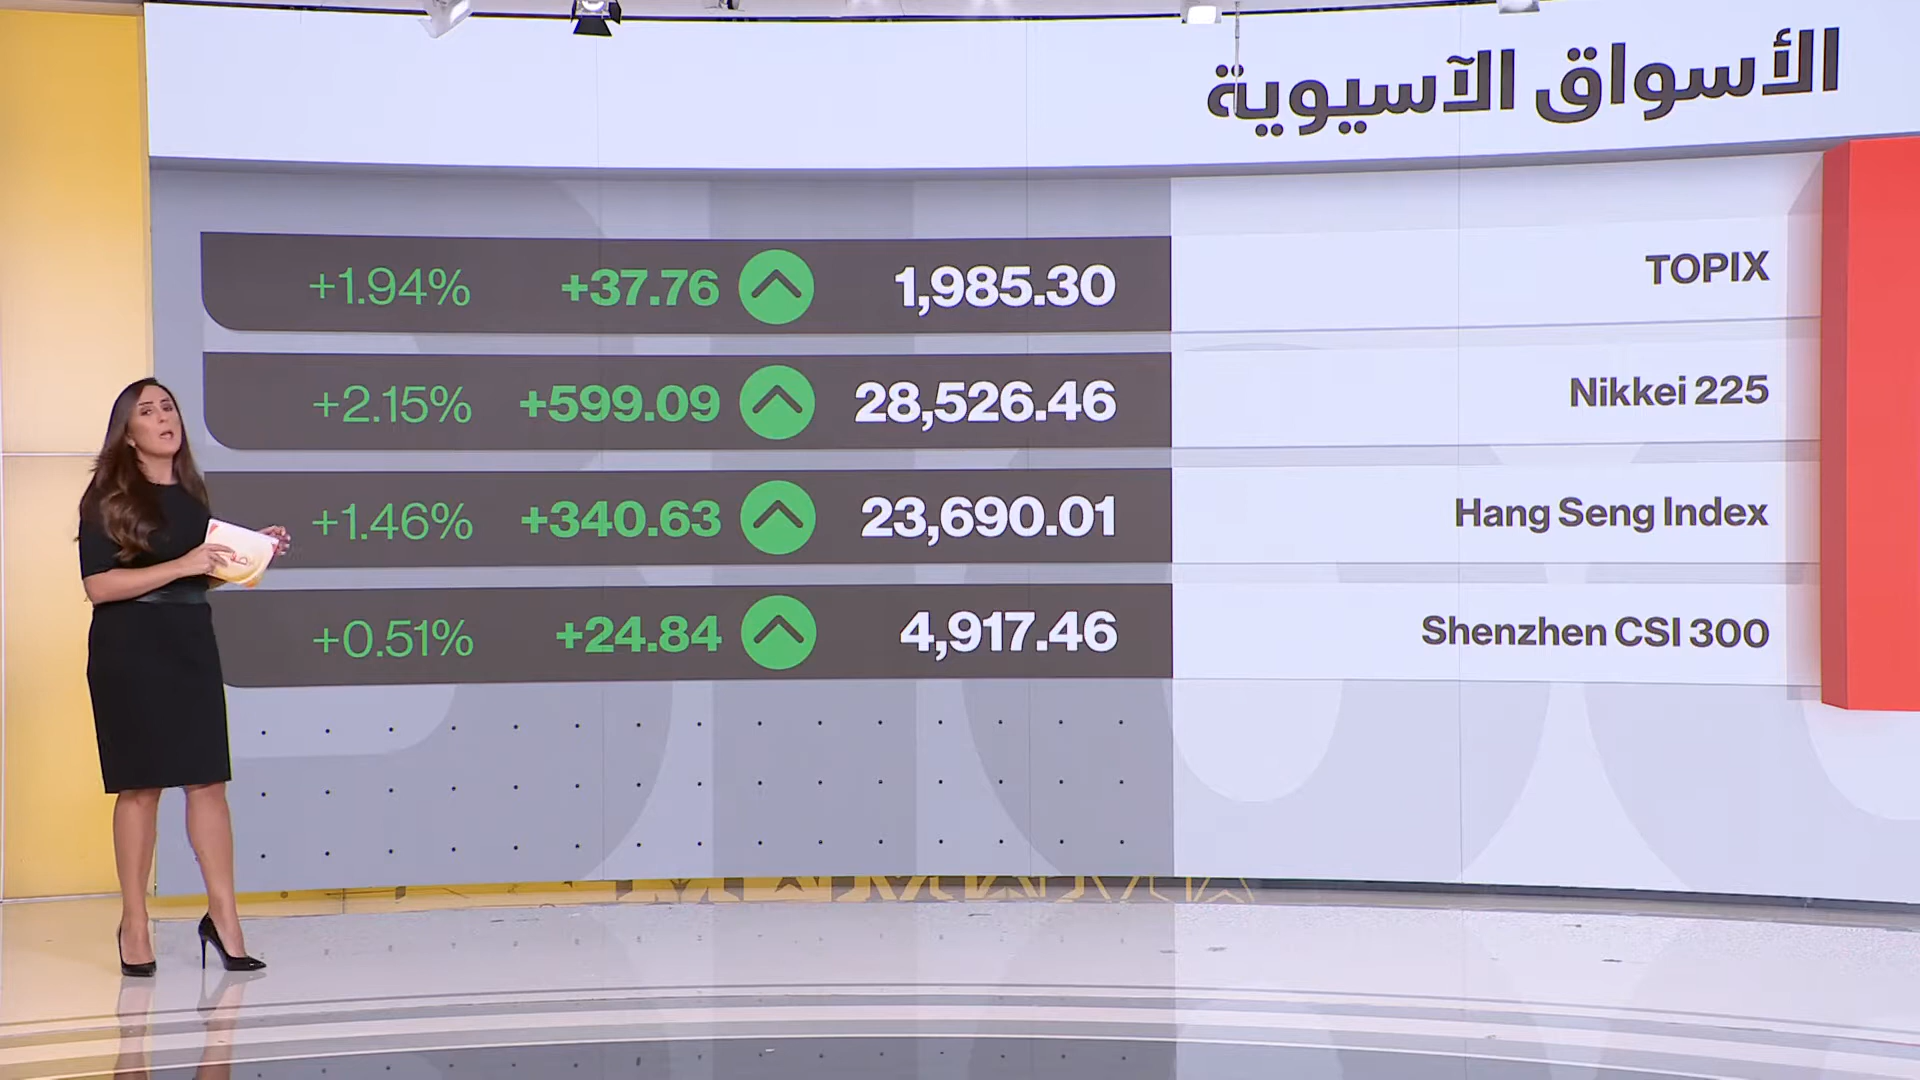 الأسواق الآسيوية
TOPIX 1,985.30 +37.76 +1.94%
Nikkei 225 28,526.46 +599.09 +2.15%
Hang Seng Index 23,690.01 +340.63 +1.46%
Shenzhen CSI 300 4,917.46 +24.84 +0.51%